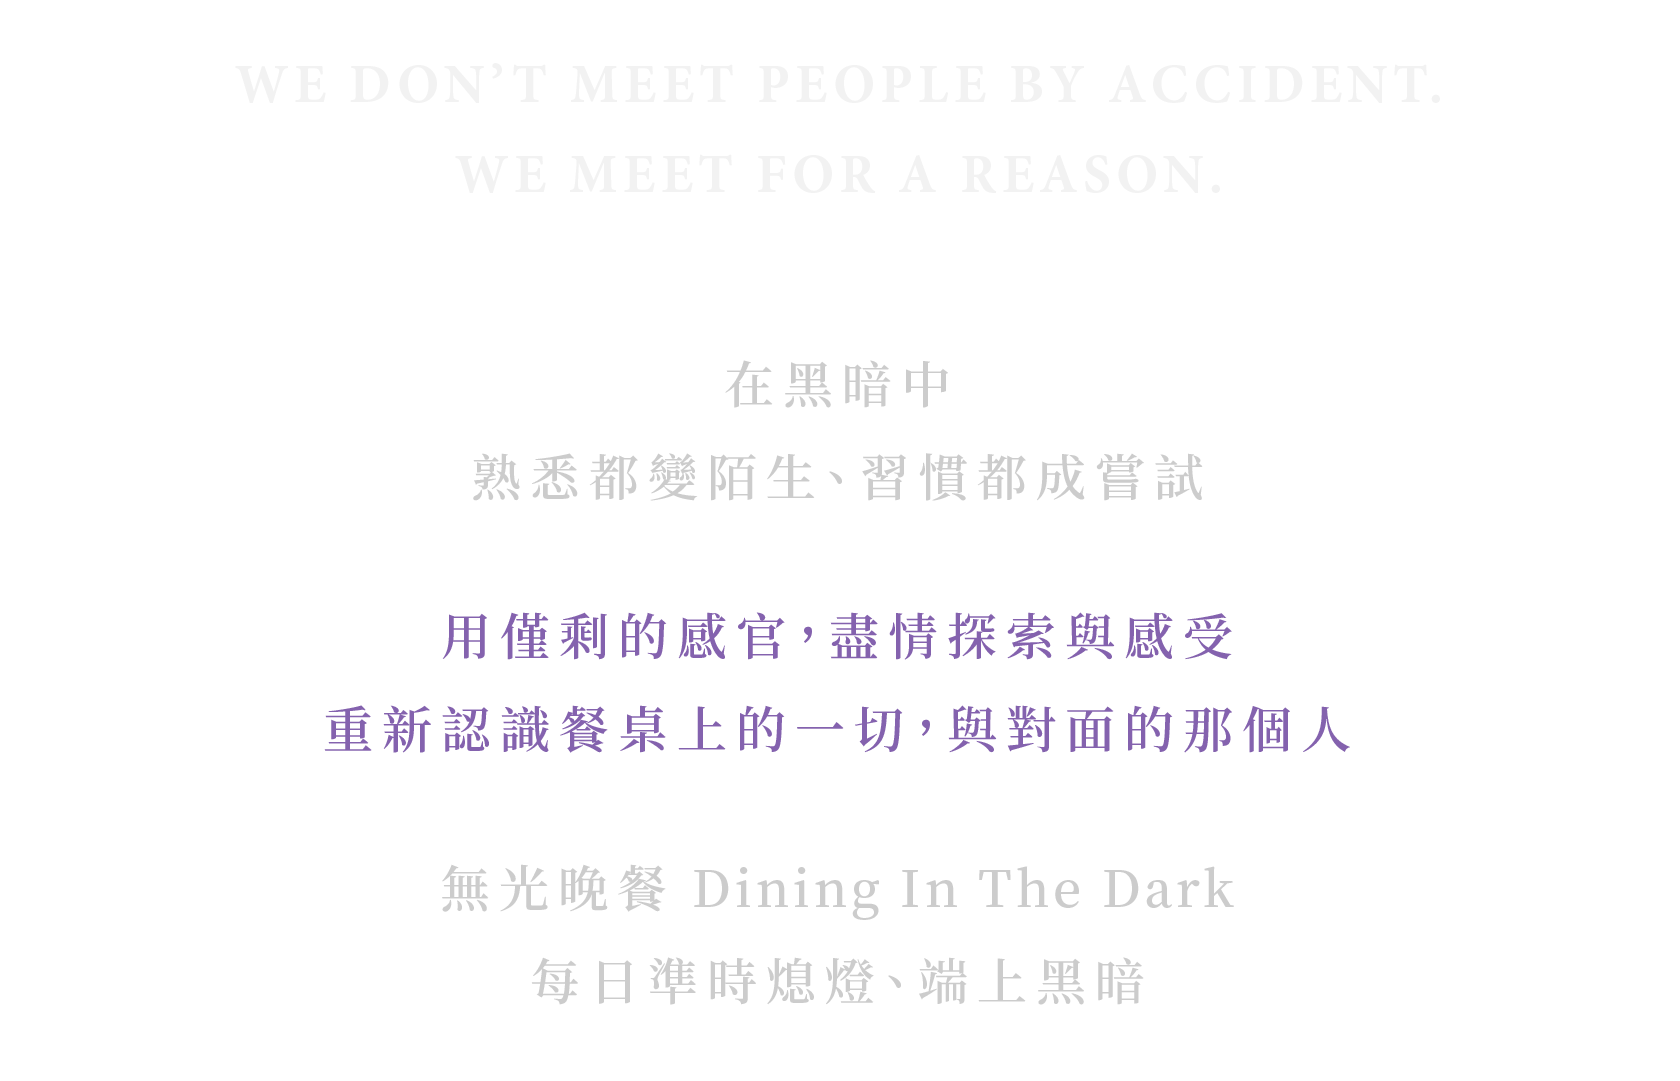 WE DON’T MEET PEOPLE BY ACCIDENT.
WE MEET FOR A REASON.
在黑暗中
熟悉都變陌生、習慣都成嘗試
用僅剩的感官，盡情探索與感受
重新認識餐桌上的一切，與對面的那個人
無光晚餐 Dining In The Dark
每日準時熄燈、端上黑暗